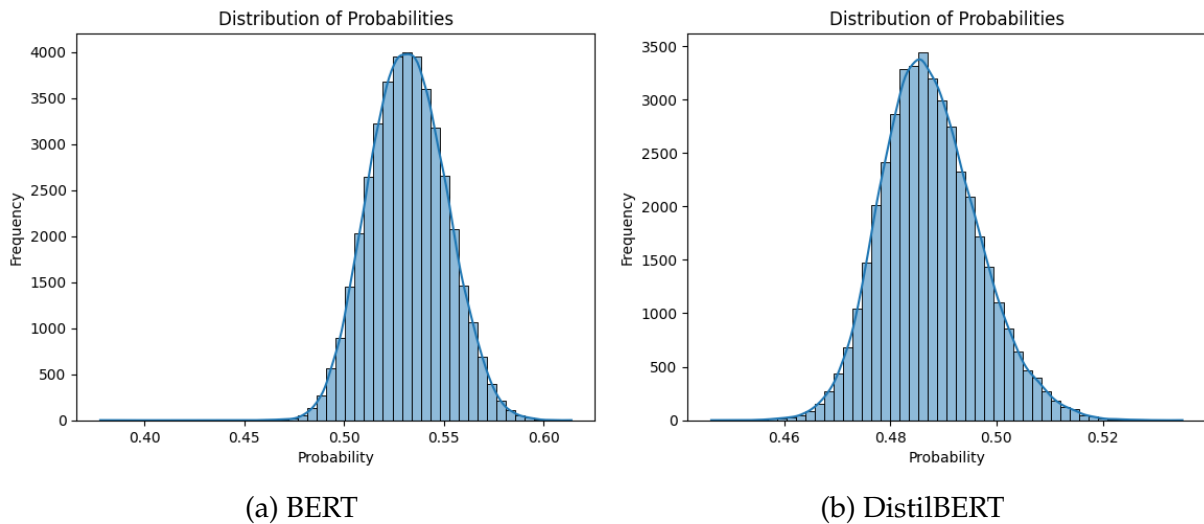 Distribution of Probabilities
4000
3500
3000
2500
2000
1500
1000
500
0
Frequency
0.40 0.45 0.50 0.55 0.60
Probability
(a) BERT
Distribution of Probabilities
3500
3000
2500
2000
1500
1000
500
0
Frequency
0.46 0.48 0.50 0.52
Probability
(b) DistilBERT